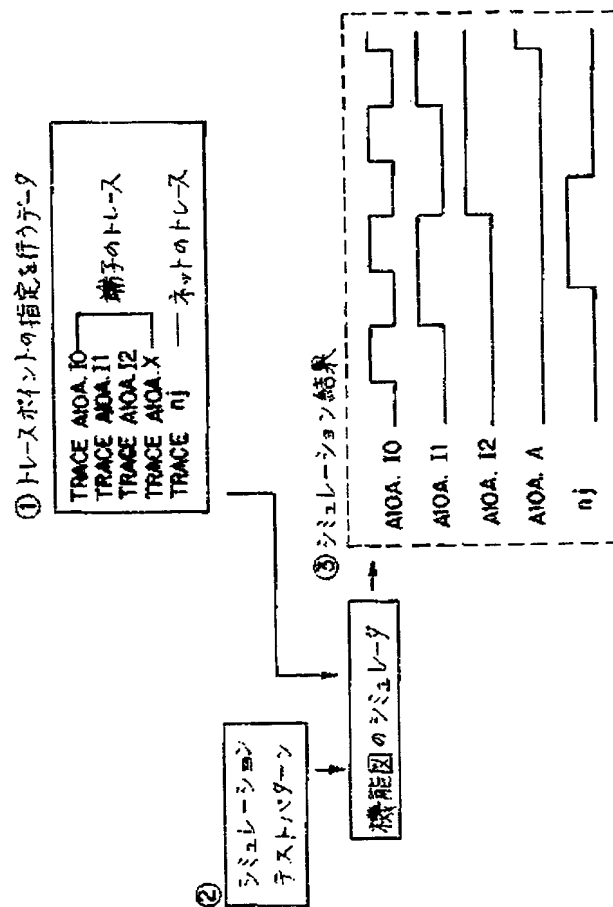 ① トレースポイントの指定を行うデータ
TRACE A10A. I0
TRACE A10A. I1
TRACE A10A. I2
TRACE A10A. X
端子のトレース
TRACE nj ── ネットのトレース
②
シミュレーション
テストパターン
機能図のシミュレータ
③ シミュレーション結果
A10A. I0
A10A. I1
A10A. I2
A10A. A
nj